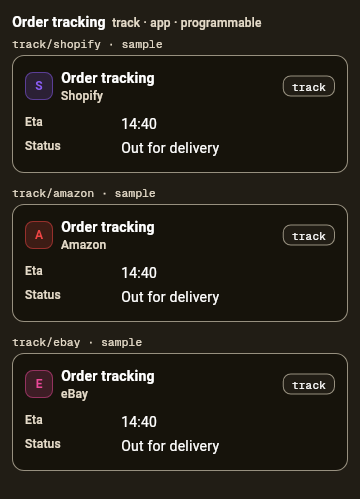 Order tracking track · app · programmable
track/shopify · sample
S
Order tracking
Shopify
track
Eta 14:40
Status Out for delivery
track/amazon · sample
A
Order tracking
Amazon
track
Eta 14:40
Status Out for delivery
track/ebay · sample
E
Order tracking
eBay
track
Eta 14:40
Status Out for delivery